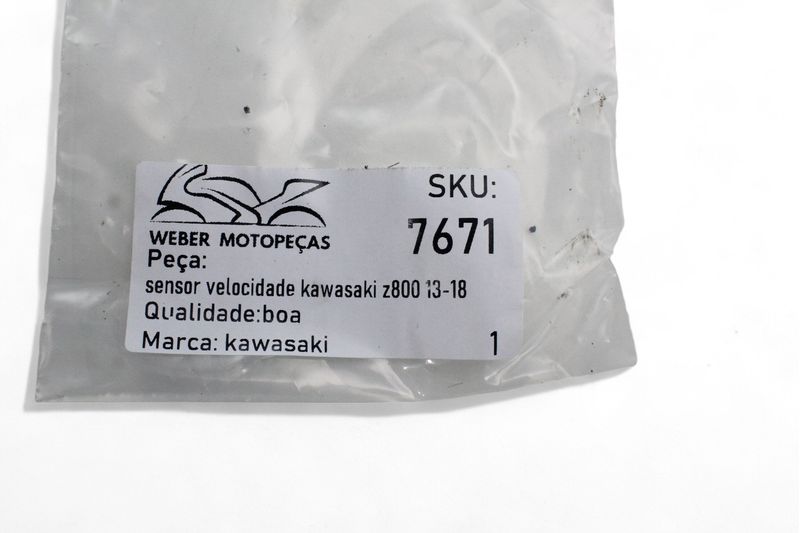 SKU:
7671
WEBER MOTOPEÇAS
Peça:
sensor velocidade kawasaki z800 13-18
Qualidade:boa
Marca: kawasaki 1